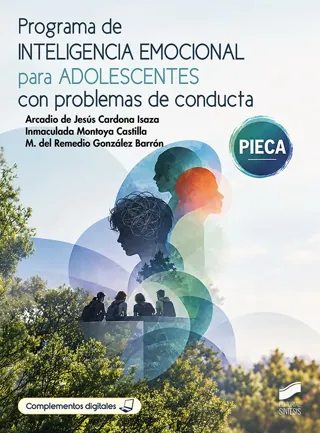 Programa de
INTELIGENCIA EMOCIONAL
para ADOLESCENTES
con problemas de conducta
Arcadio de Jesús Cardona Isaza
Inmaculada Montoya Castilla
M. del Remedio González Barrón
PIECA
Complementos digitales
EDITORIAL
SÍNTESIS